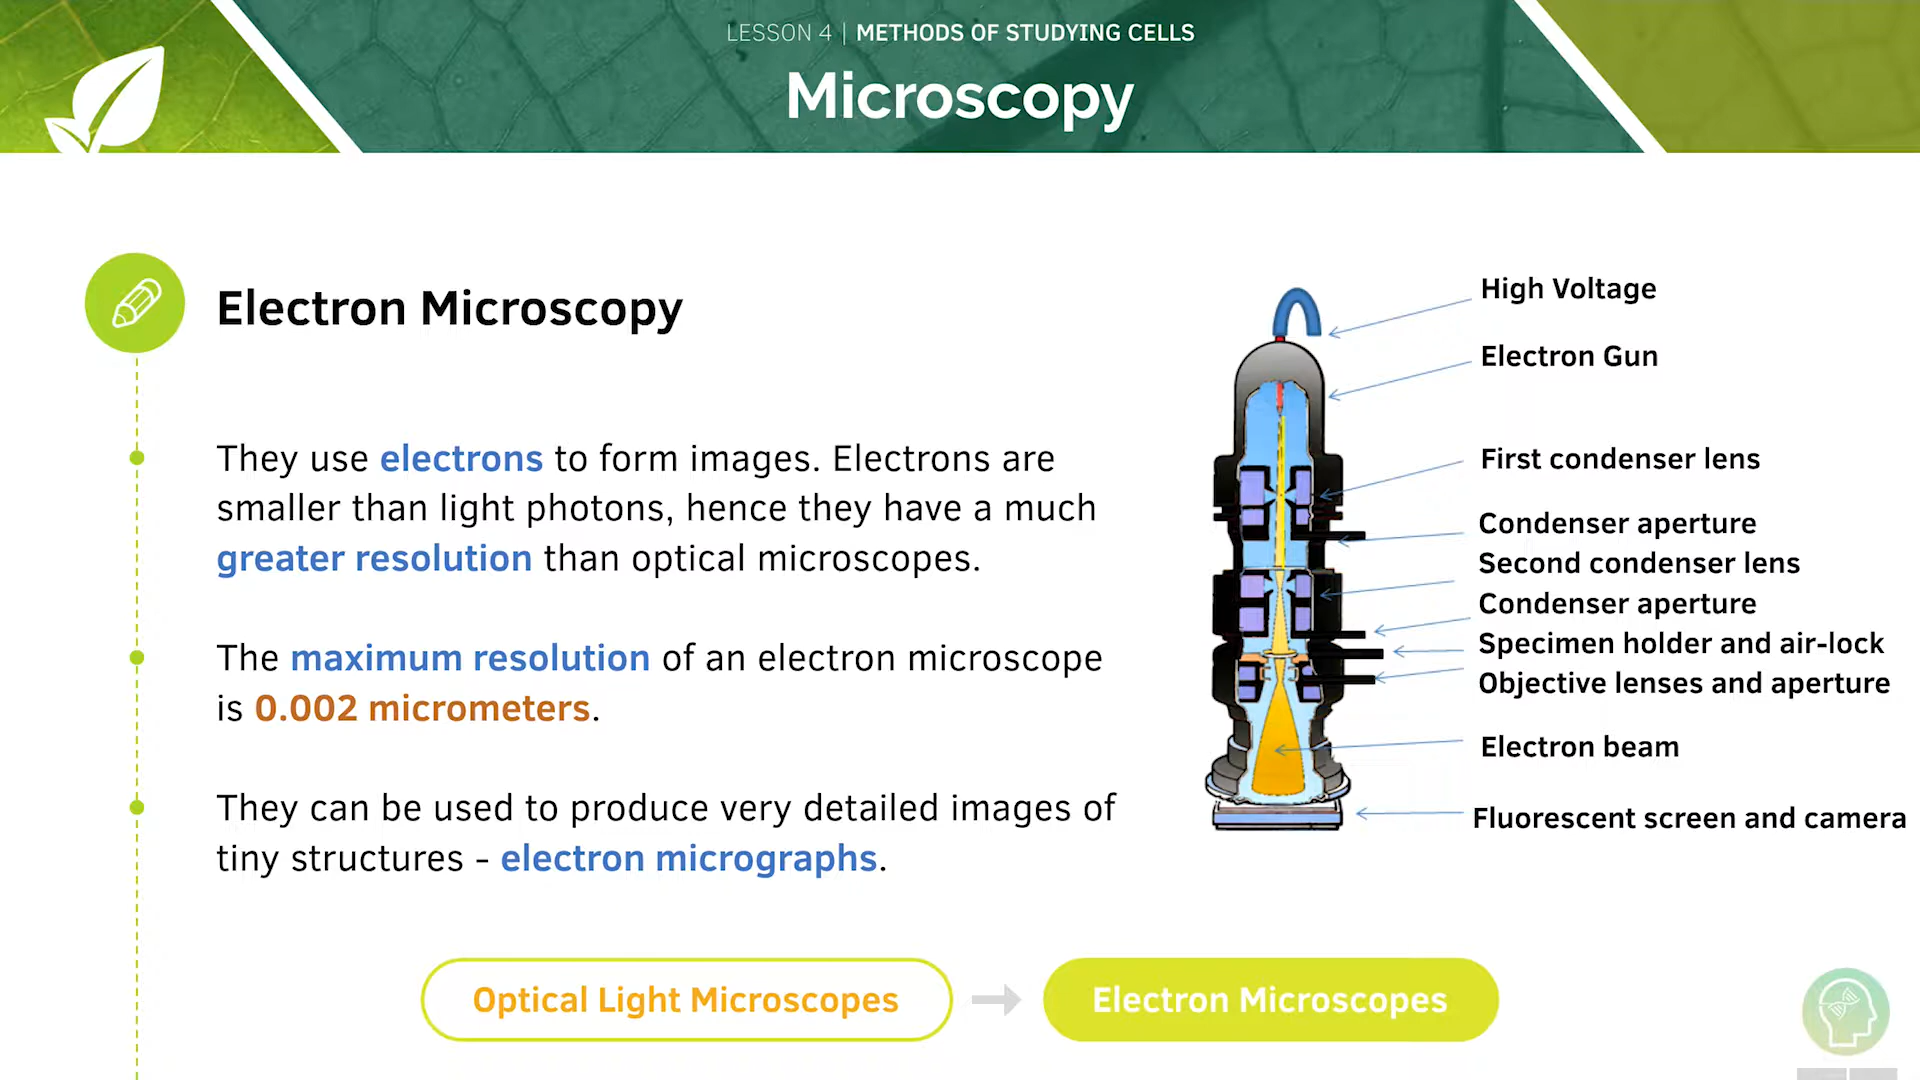 LESSON 4 | METHODS OF STUDYING CELLS
Microscopy
Electron Microscopy
They use electrons to form images. Electrons are
smaller than light photons, hence they have a much
greater resolution than optical microscopes.
The maximum resolution of an electron microscope
is 0.002 micrometers.
They can be used to produce very detailed images of
tiny structures - electron micrographs.
High Voltage
Electron Gun
First condenser lens
Condenser aperture
Second condenser lens
Condenser aperture
Specimen holder and air-lock
Objective lenses and aperture
Electron beam
Fluorescent screen and camera
Optical Light Microscopes
Electron Microscopes